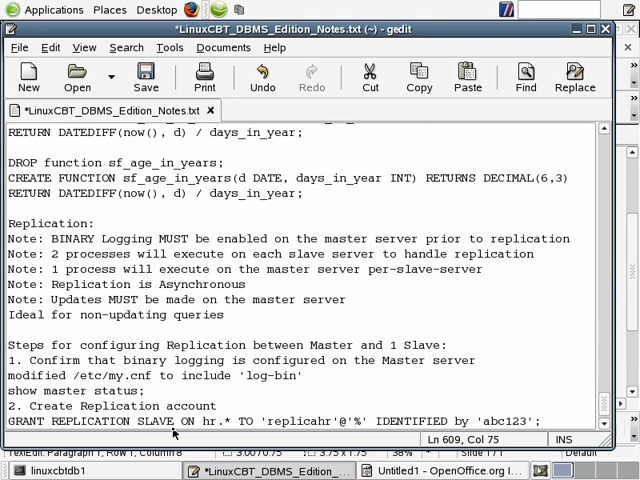 Applications Places Desktop
*LinuxCBT_DBMS_Edition_Notes.txt (~) - gedit
File Edit View Search Tools Documents Help
New Open Save Print Undo Redo Cut Copy Paste Find Replace
*LinuxCBT_DBMS_Edition_Notes.txt
RETURN DATEDIFF(now(), d) / days_in_year;
DROP function sf_age_in_years;
CREATE FUNCTION sf_age_in_years(d DATE, days_in_year INT) RETURNS DECIMAL(6,3)
RETURN DATEDIFF(now(), d) / days_in_year;
Replication:
Note: BINARY Logging MUST be enabled on the master server prior to replication
Note: 2 processes will execute on each slave server to handle replication
Note: 1 process will execute on the master server per-slave-server
Note: Replication is Asynchronous
Note: Updates MUST be made on the master server
Ideal for non-updating queries
Steps for configuring Replication between Master and 1 Slave:
1. Confirm that binary logging is configured on the Master server
modified /etc/my.cnf to include 'log-bin'
show master status;
2. Create Replication account
GRANT REPLICATION SLAVE ON hr.* TO 'replicahr'@'%' IDENTIFIED by 'abc123';
Ln 609, Col 75 INS
linuxcbtdb1 *LinuxCBT_DBMS_Edition_... Untitled1 - OpenOffice.org I...